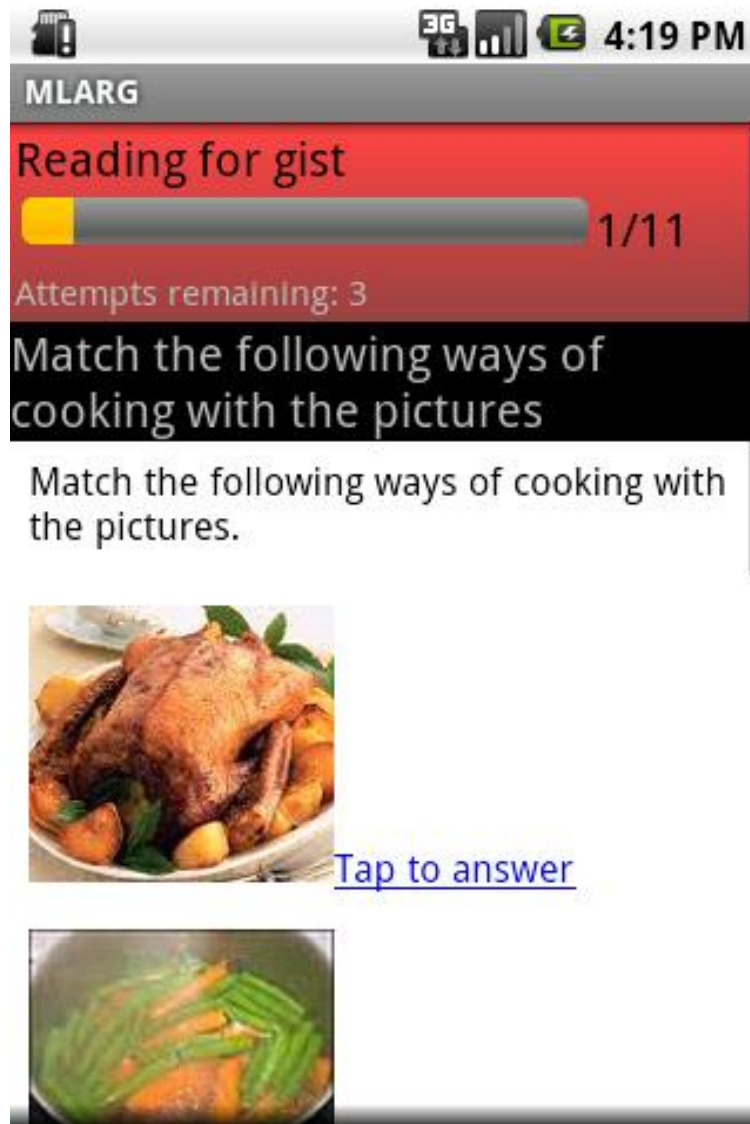 3G 4:19 PM
MLARG
Reading for gist
1/11
Attempts remaining: 3
Match the following ways of
cooking with the pictures
Match the following ways of cooking with
the pictures.
Tap to answer